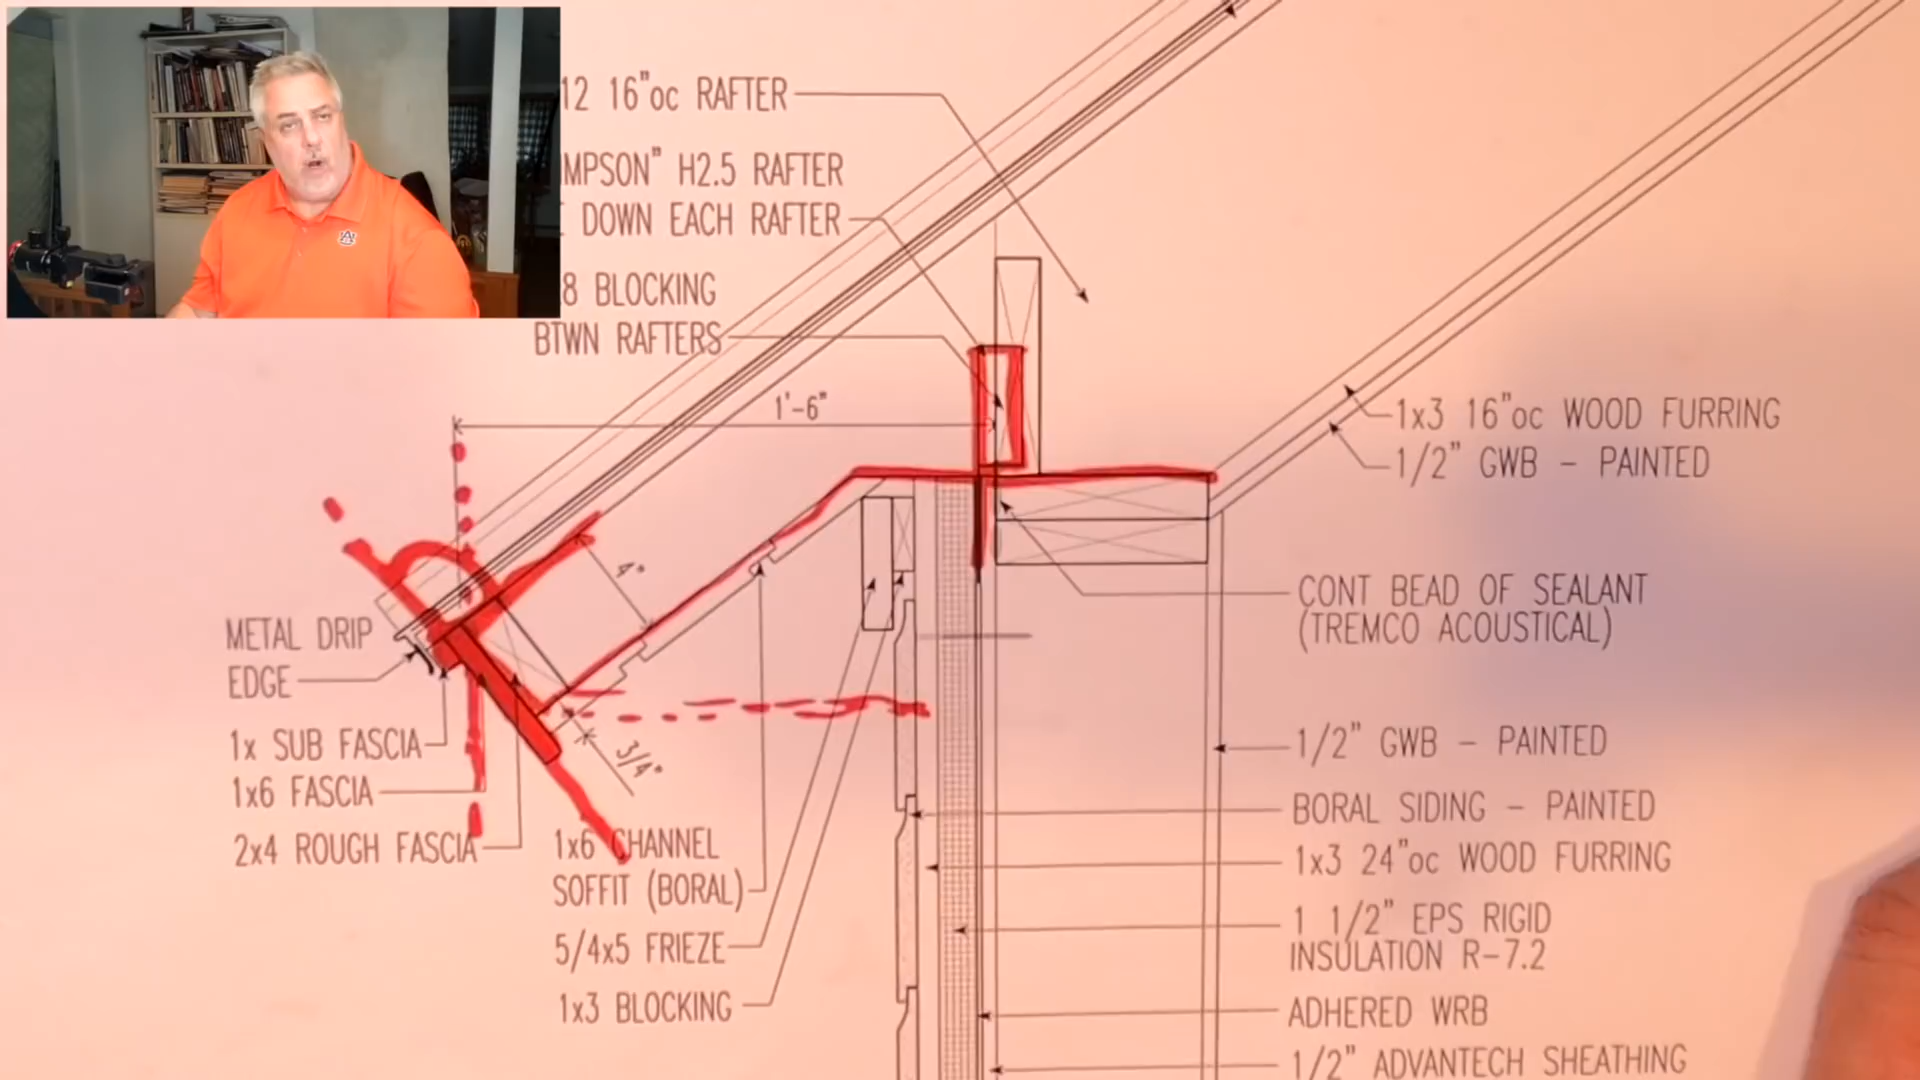 12 16"oc RAFTER
MPSON" H2.5 RAFTER
DOWN EACH RAFTER
8 BLOCKING
BTWN RAFTERS
1'-6"
1x3 16"oc WOOD FURRING
1/2" GWB - PAINTED
4"
CONT BEAD OF SEALANT
(TREMCO ACOUSTICAL)
METAL DRIP
EDGE
1x SUB FASCIA
1x6 FASCIA
2x4 ROUGH FASCIA
3/4"
1x6 CHANNEL
SOFFIT (BORAL)
5/4x5 FRIEZE
1x3 BLOCKING
1/2" GWB - PAINTED
BORAL SIDING - PAINTED
1x3 24"oc WOOD FURRING
1 1/2" EPS RIGID
INSULATION R-7.2
ADHERED WRB
1/2" ADVANTECH SHEATHING